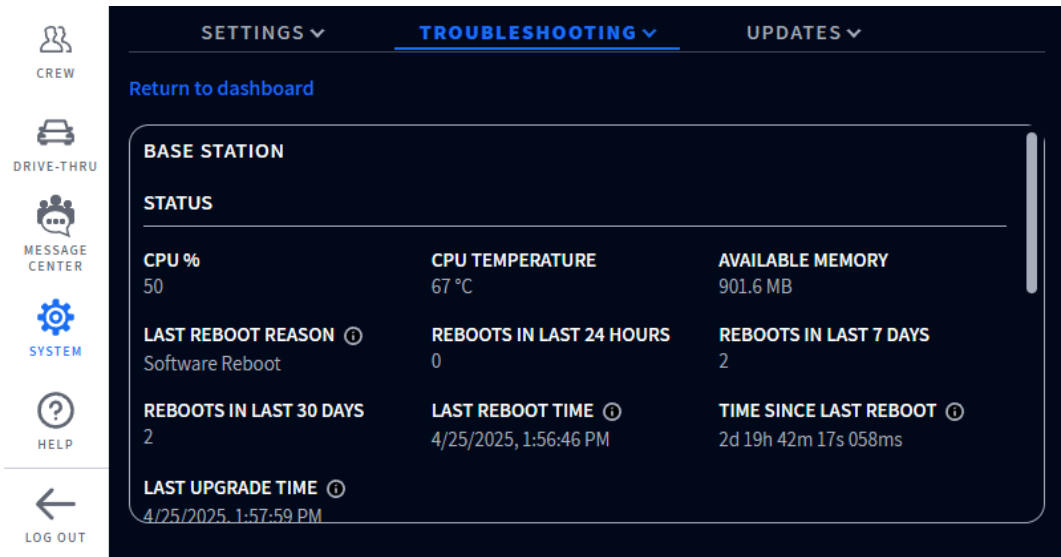 CREW
DRIVE-THRU
MESSAGE
CENTER
SYSTEM
HELP
LOG OUT
SETTINGS TROUBLESHOOTING UPDATES
Return to dashboard
BASE STATION
STATUS
CPU % CPU TEMPERATURE AVAILABLE MEMORY
50 67 °C 901.6 MB
LAST REBOOT REASON REBOOTS IN LAST 24 HOURS REBOOTS IN LAST 7 DAYS
Software Reboot 0 2
REBOOTS IN LAST 30 DAYS LAST REBOOT TIME TIME SINCE LAST REBOOT
2 4/25/2025, 1:56:46 PM 2d 19h 42m 17s 058ms
LAST UPGRADE TIME
4/25/2025, 1:57:59 PM